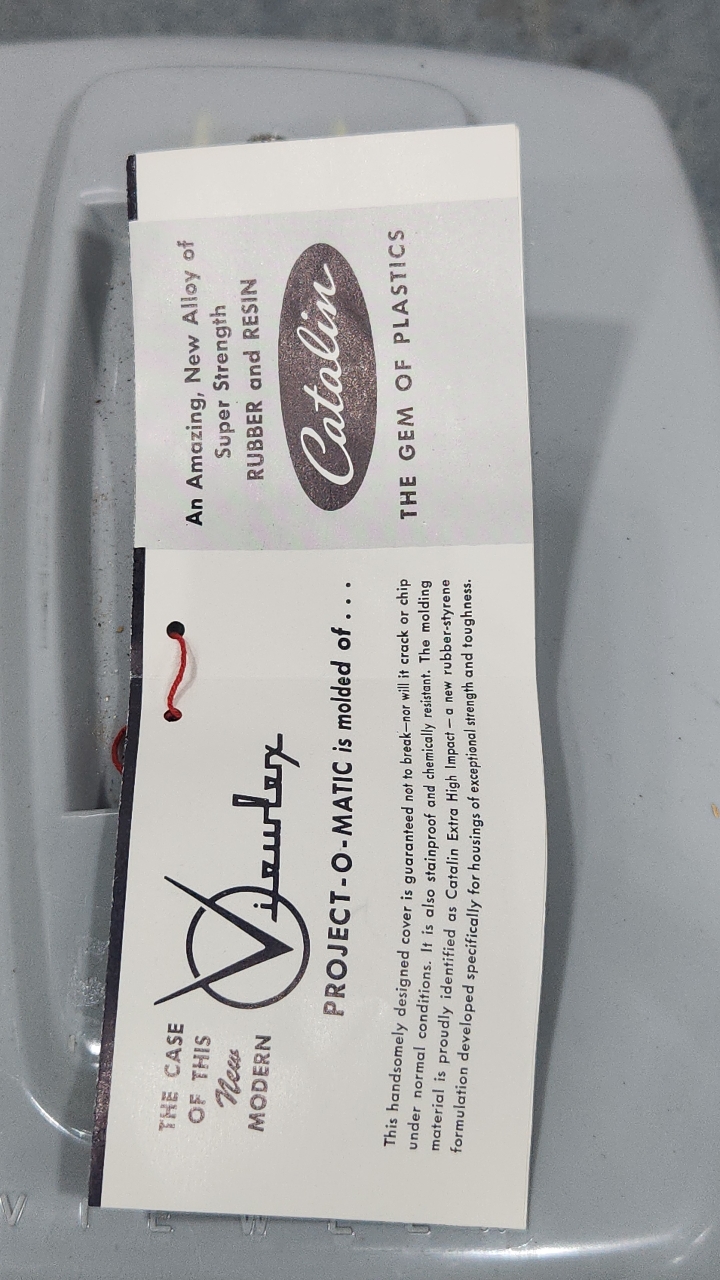 An Amazing, New Alloy of
Super Strength
RUBBER and RESIN
Catalin
THE GEM OF PLASTICS
THE CASE
OF THIS
New
MODERN
Viewlex
PROJECT-O-MATIC is molded of . . . .
This handsomely designed cover is guaranteed not to break—nor will it crack or chip
under normal conditions. It is also stainproof and chemically resistant. The molding
material is proudly identified as Catalin Extra High Impact — a new rubber-styrene
formulation developed specifically for housings of exceptional strength and toughness.
VIEWLEX